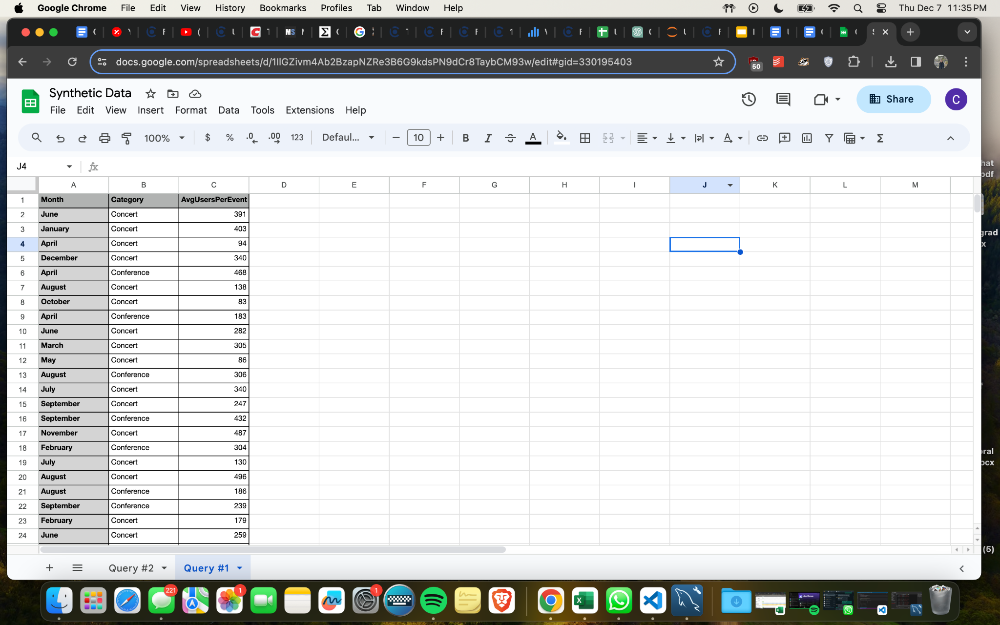 Google Chrome File Edit View History Bookmarks Profiles Tab Window Help Thu Dec 7 11:35 PM
docs.google.com/spreadsheets/d/1IlGZivm4Ab2BzapNZRe3B6G9kdsPN9dCr8TaybCM93w/edit#gid=330195403 50
Synthetic Data
File Edit View Insert Format Data Tools Extensions Help
Share C
100% $ % .0 .00 123 Defaul... 10 B I A
J4 fx
A B C D E F G H I J K L M
1 Month Category AvgUsersPerEvent
2 June Concert 391
3 January Concert 403
4 April Concert 94
5 December Concert 340
6 April Conference 468
7 August Concert 138
8 October Concert 83
9 April Conference 183
10 June Concert 282
11 March Concert 305
12 May Concert 86
13 August Conference 306
14 July Concert 340
15 September Concert 247
16 September Conference 432
17 November Concert 487
18 February Conference 304
19 July Concert 130
20 August Concert 496
21 August Conference 186
22 September Conference 239
23 February Concert 179
24 June Concert 259
(5)
Query #2 Query #1
221 1 1